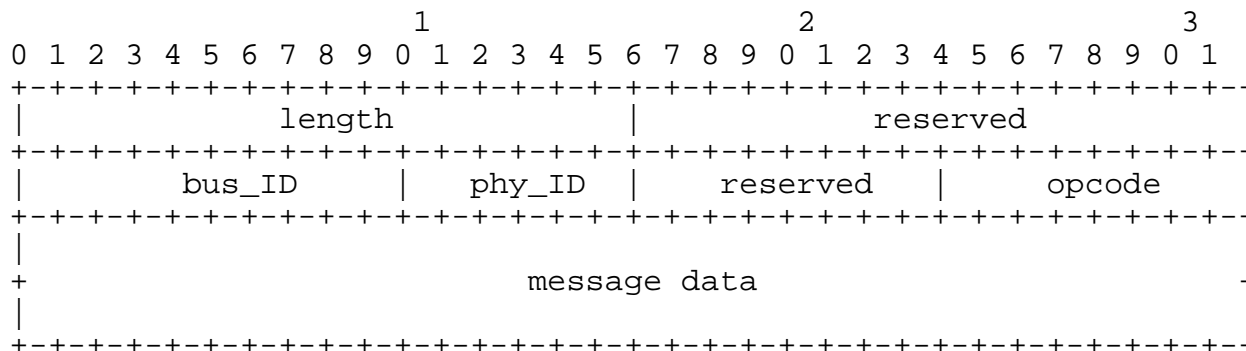 1                   2                   3
 0 1 2 3 4 5 6 7 8 9 0 1 2 3 4 5 6 7 8 9 0 1 2 3 4 5 6 7 8 9 0 1
+-+-+-+-+-+-+-+-+-+-+-+-+-+-+-+-+-+-+-+-+-+-+-+-+-+-+-+-+-+-+-+--
|             length            |            reserved
+-+-+-+-+-+-+-+-+-+-+-+-+-+-+-+-+-+-+-+-+-+-+-+-+-+-+-+-+-+-+-+--
|        bus_ID     |   phy_ID  |    reserved   |     opcode
+-+-+-+-+-+-+-+-+-+-+-+-+-+-+-+-+-+-+-+-+-+-+-+-+-+-+-+-+-+-+-+--
|
+                          message data                         -
|
+-+-+-+-+-+-+-+-+-+-+-+-+-+-+-+-+-+-+-+-+-+-+-+-+-+-+-+-+-+-+-+--